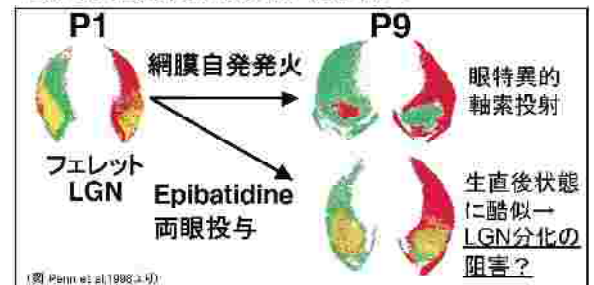 P1
P9
網膜自発発火
眼特異的
軸索投射
フェレット
LGN
Epibatidine
両眼投与
生直後状態
に酷似→
LGN分化の
阻害?
(図 Penn et al.1998より)